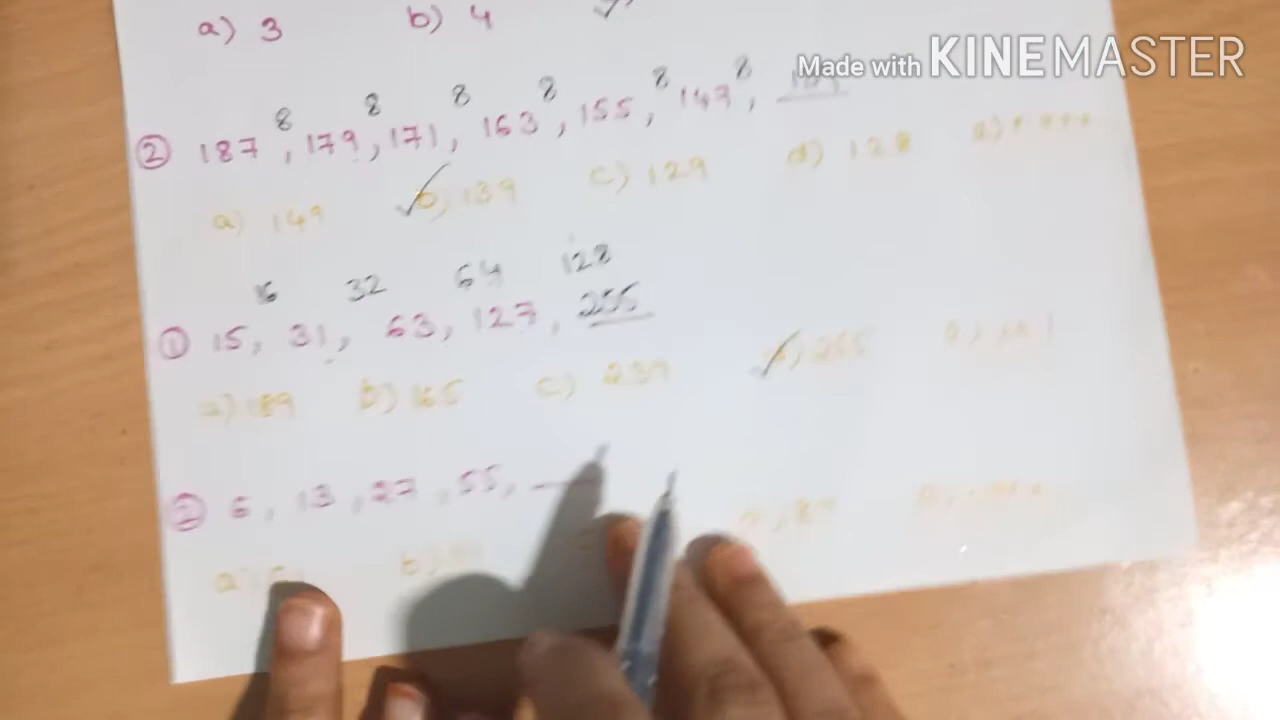 a) 3 b) 4
Made with KINEMASTER
8 8 8 8 8 8
② 187, 179, 171, 163, 155, 147,
a) 149 b) 139 c) 129 d) 128
16 32 64 128
① 15, 31, 63, 127, 255
a) 189 b) 165 c) 239 d) 255
② 6, 13, 27, 55, __
a) b)